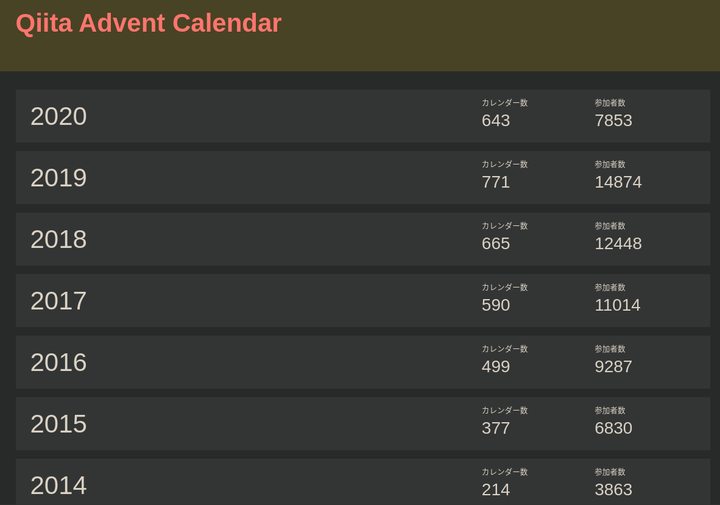 Qiita Advent Calendar
カレンダー数 参加者数
2020 643 7853
カレンダー数 参加者数
2019 771 14874
カレンダー数 参加者数
2018 665 12448
カレンダー数 参加者数
2017 590 11014
カレンダー数 参加者数
2016 499 9287
カレンダー数 参加者数
2015 377 6830
カレンダー数 参加者数
2014 214 3863